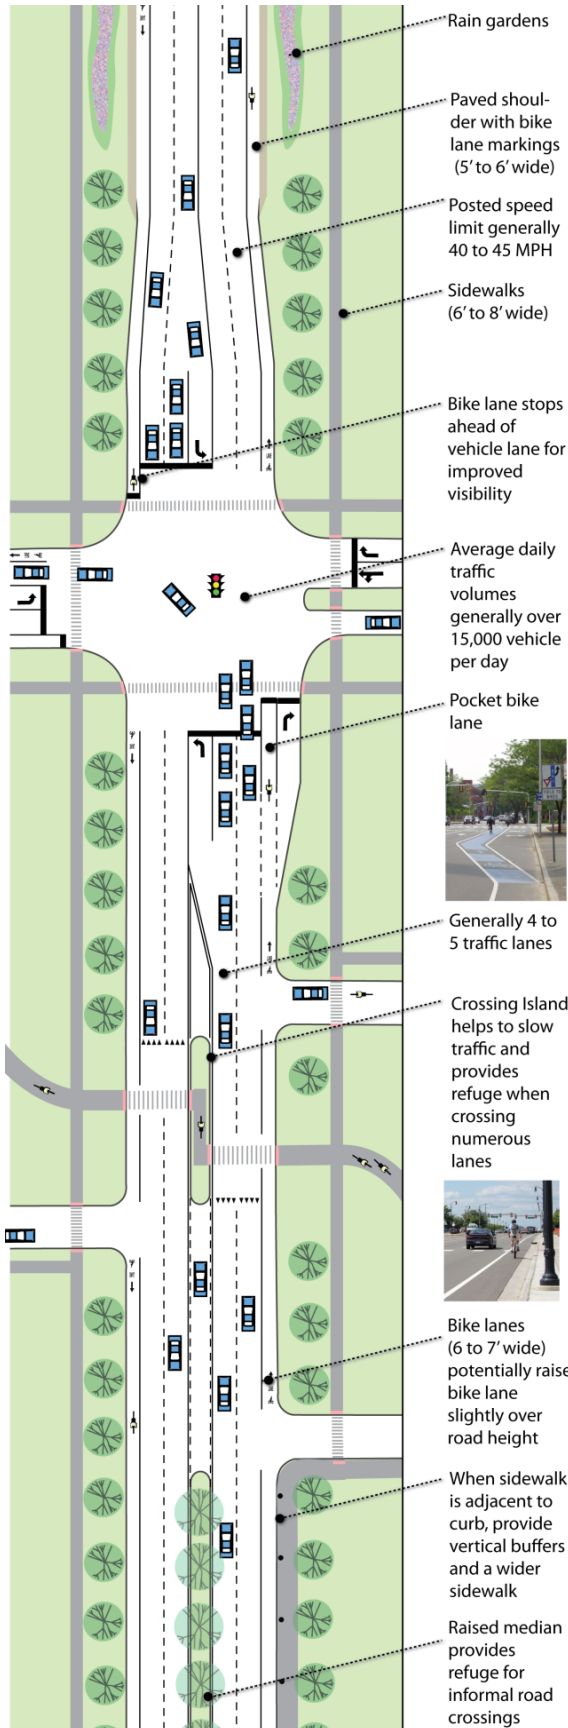 Rain gardens
Paved shoul-
der with bike
lane markings
(5’ to 6’ wide)
Posted speed
limit generally
40 to 45 MPH
Sidewalks
(6’ to 8’ wide)
Bike lane stops
ahead of
vehicle lane for
improved
visibility
Average daily
traffic
volumes
generally over
15,000 vehicle
per day
Pocket bike
lane
Generally 4 to
5 traffic lanes
Crossing Island
helps to slow
traffic and
provides
refuge when
crossing
numerous
lanes
Bike lanes
(6 to 7’ wide)
potentially raise
bike lane
slightly over
road height
When sidewalk
is adjacent to
curb, provide
vertical buffers
and a wider
sidewalk
Raised median
provides
refuge for
informal road
crossings